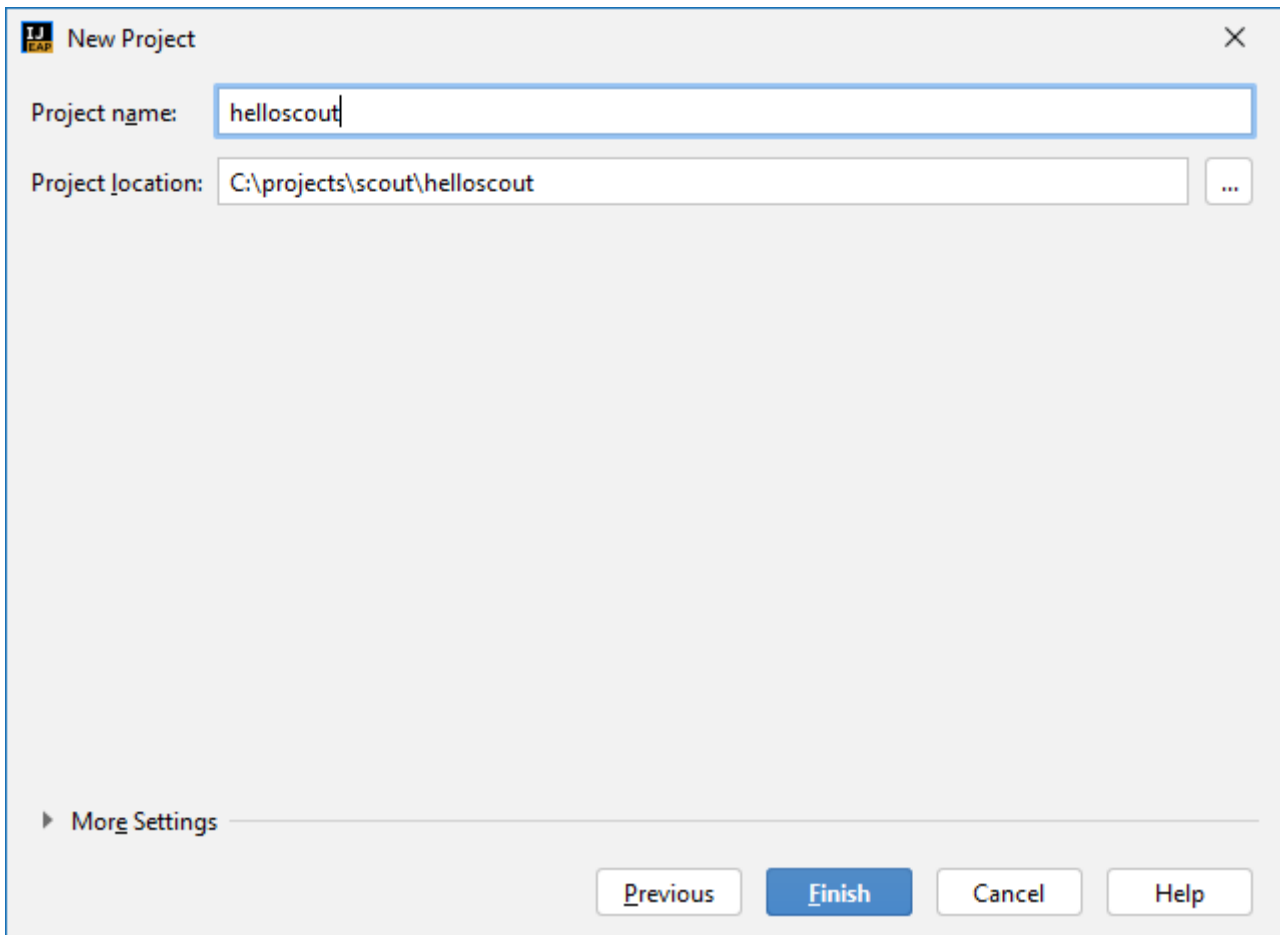 IJ
EAP
New Project
Project name: helloscout
Project location: C:\projects\scout\helloscout ...
More Settings
Previous Finish Cancel Help